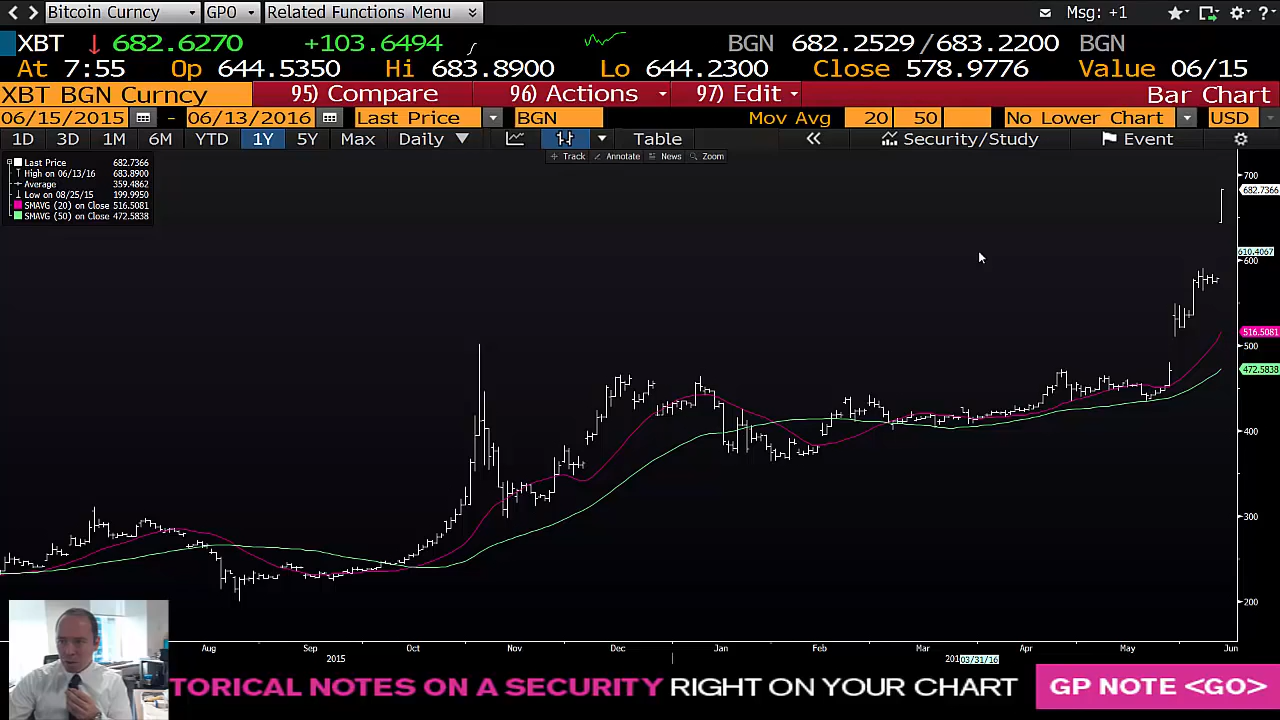 Bitcoin Curncy GPO Related Functions Menu Msg: +1 ?
XBT 682.6270 +103.6494 BGN 682.2529 / 683.2200 BGN
At 7:55 Op 644.5350 Hi 683.8900 Lo 644.2300 Close 578.9776 Value 06/15
XBT BGN Curncy 95) Compare 96) Actions 97) Edit Bar Chart
06/15/2015 - 06/13/2016 Last Price BGN Mov Avg 20 50 No Lower Chart USD
1D 3D 1M 6M YTD 1Y 5Y Max Daily Table Security/Study Event
Track Annotate News Zoom
Last Price 682.7366
High on 06/13/16 683.8900
Average 359.4862
Low on 08/25/15 199.9950
SMAVG (20) on Close 516.5081
SMAVG (50) on Close 472.5838
700
682.7366
610.4067
600
516.5081
500
472.5838
400
300
200
Aug Sep Oct Nov Dec Jan Feb Mar Apr May Jun
2015 03/31/16
TORICAL NOTES ON A SECURITY RIGHT ON YOUR CHART GP NOTE <GO>